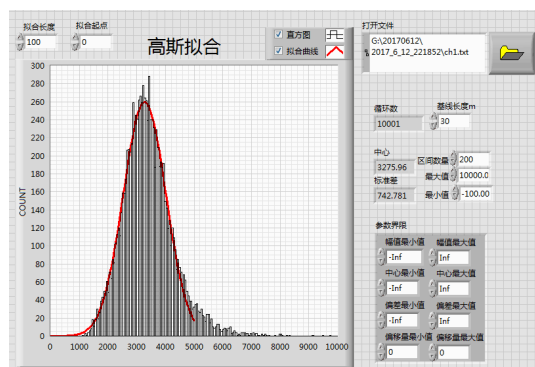 拟合长度
拟合起点
100
0
高斯拟合
直方图
拟合曲线
打开文件
G:\20170612\
2017_6_12_221852\ch1.txt
循环数
基线长度m
10001
30
中心
3275.96
区间数量
200
标准差
最大值
10000.0
742.781
最小值
-100.00
参数界限
幅值最小值
幅值最大值
-Inf
Inf
中心最小值
中心最大值
-Inf
Inf
偏差最小值
偏差最大值
-Inf
Inf
偏移量最小值
偏移量最大值
0
0
COUNT
300
280
260
240
220
200
180
160
140
120
100
80
60
40
20
0
0
1000
2000
3000
4000
5000
6000
7000
8000
9000
10000